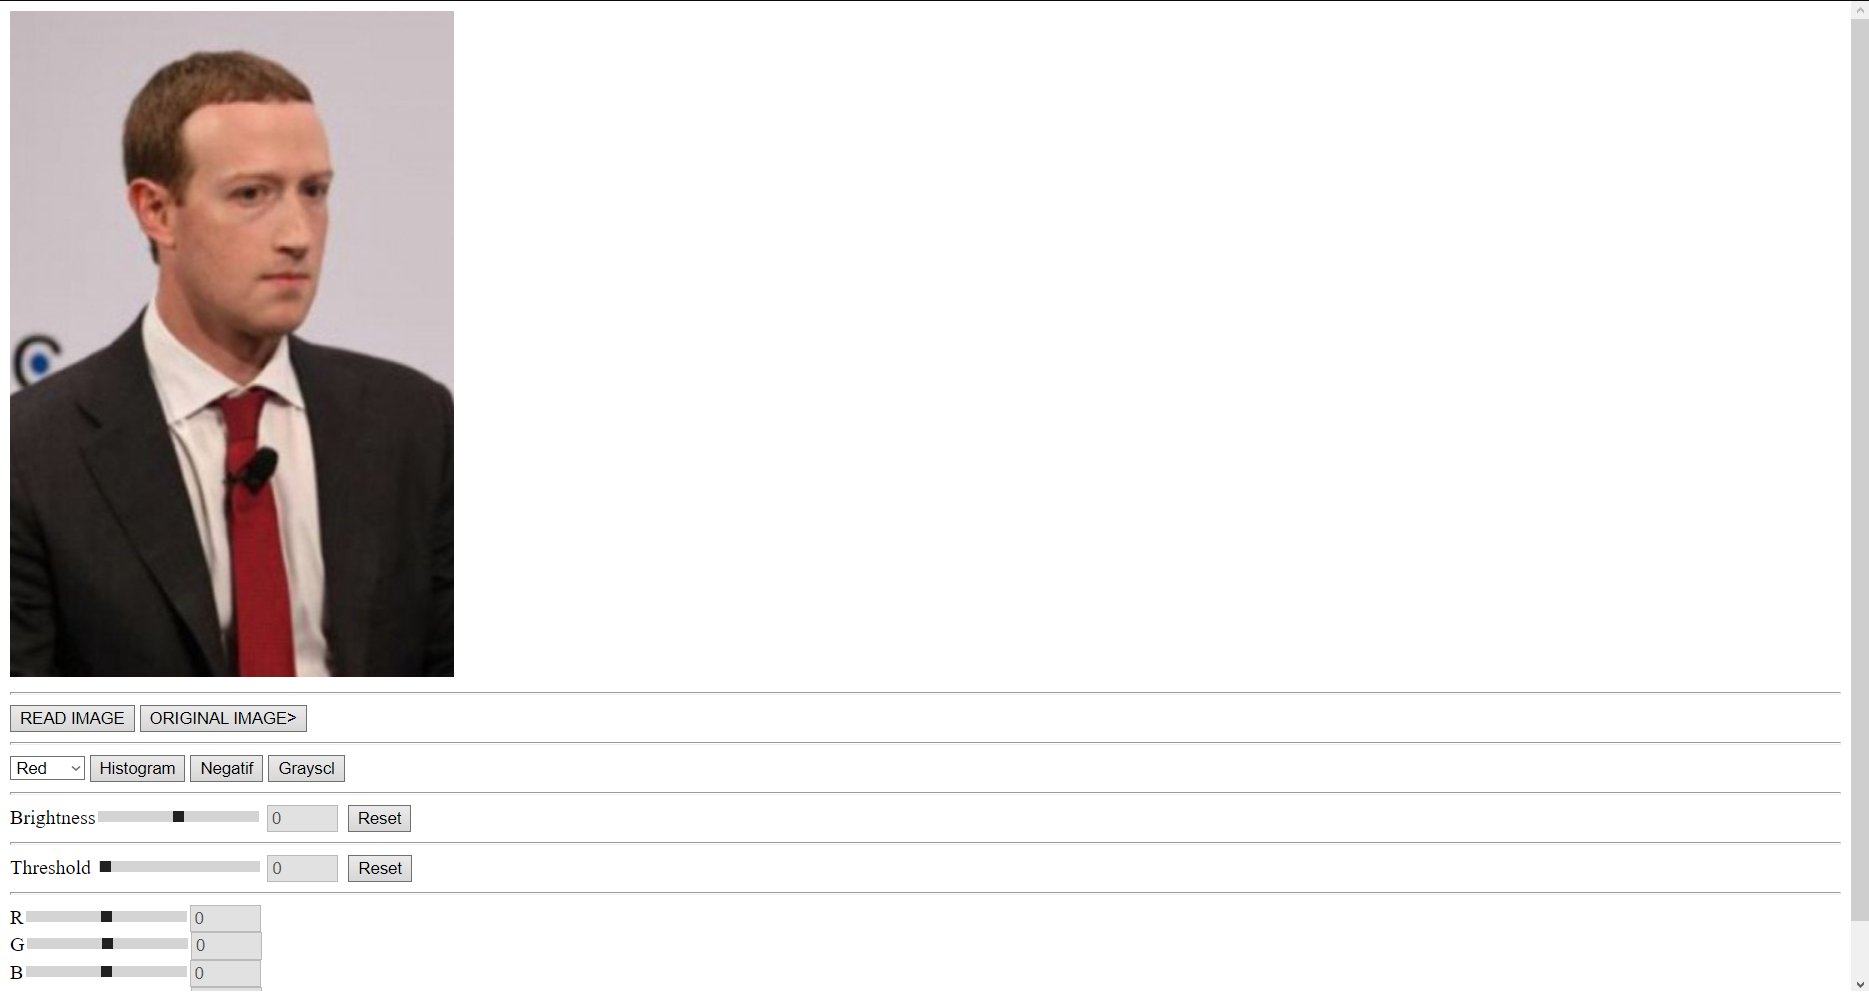 READ IMAGE ORIGINAL IMAGE>
Red Histogram Negatif Grayscl
Brightness 0 Reset
Threshold 0 Reset
R 0
G 0
B 0